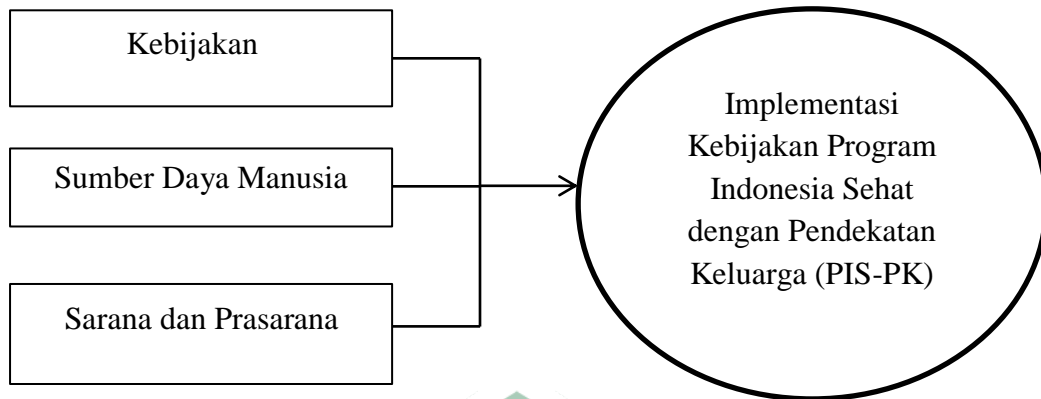 Kebijakan
Sumber Daya Manusia
Sarana dan Prasarana
Implementasi
Kebijakan Program
Indonesia Sehat
dengan Pendekatan
Keluarga (PIS-PK)